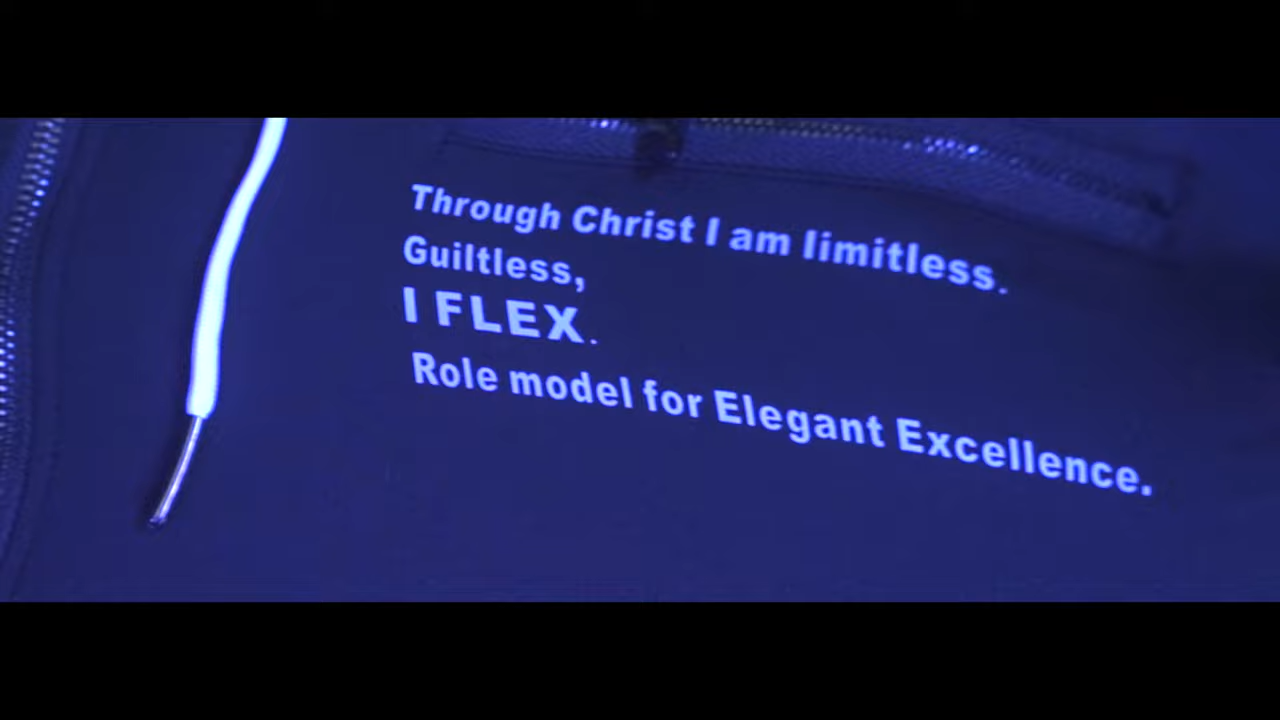 Through Christ I am limitless.
Guiltless,
I FLEX.
Role model for Elegant Excellence.